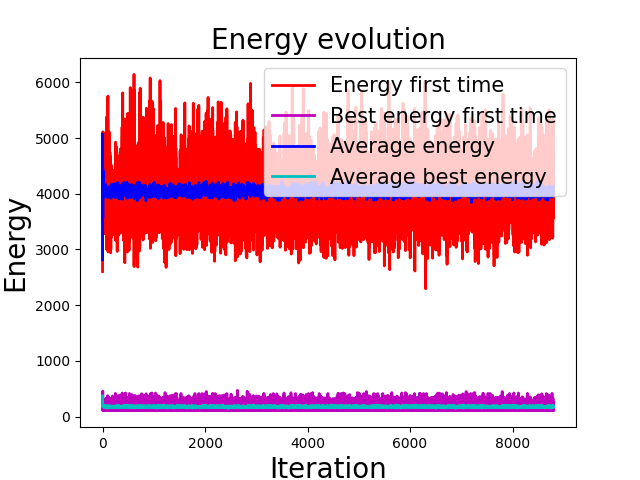 Energy evolution
Energy first time
Best energy first time
Average energy
Average best energy
Energy
6000
5000
4000
3000
2000
1000
0
0 2000 4000 6000 8000
Iteration